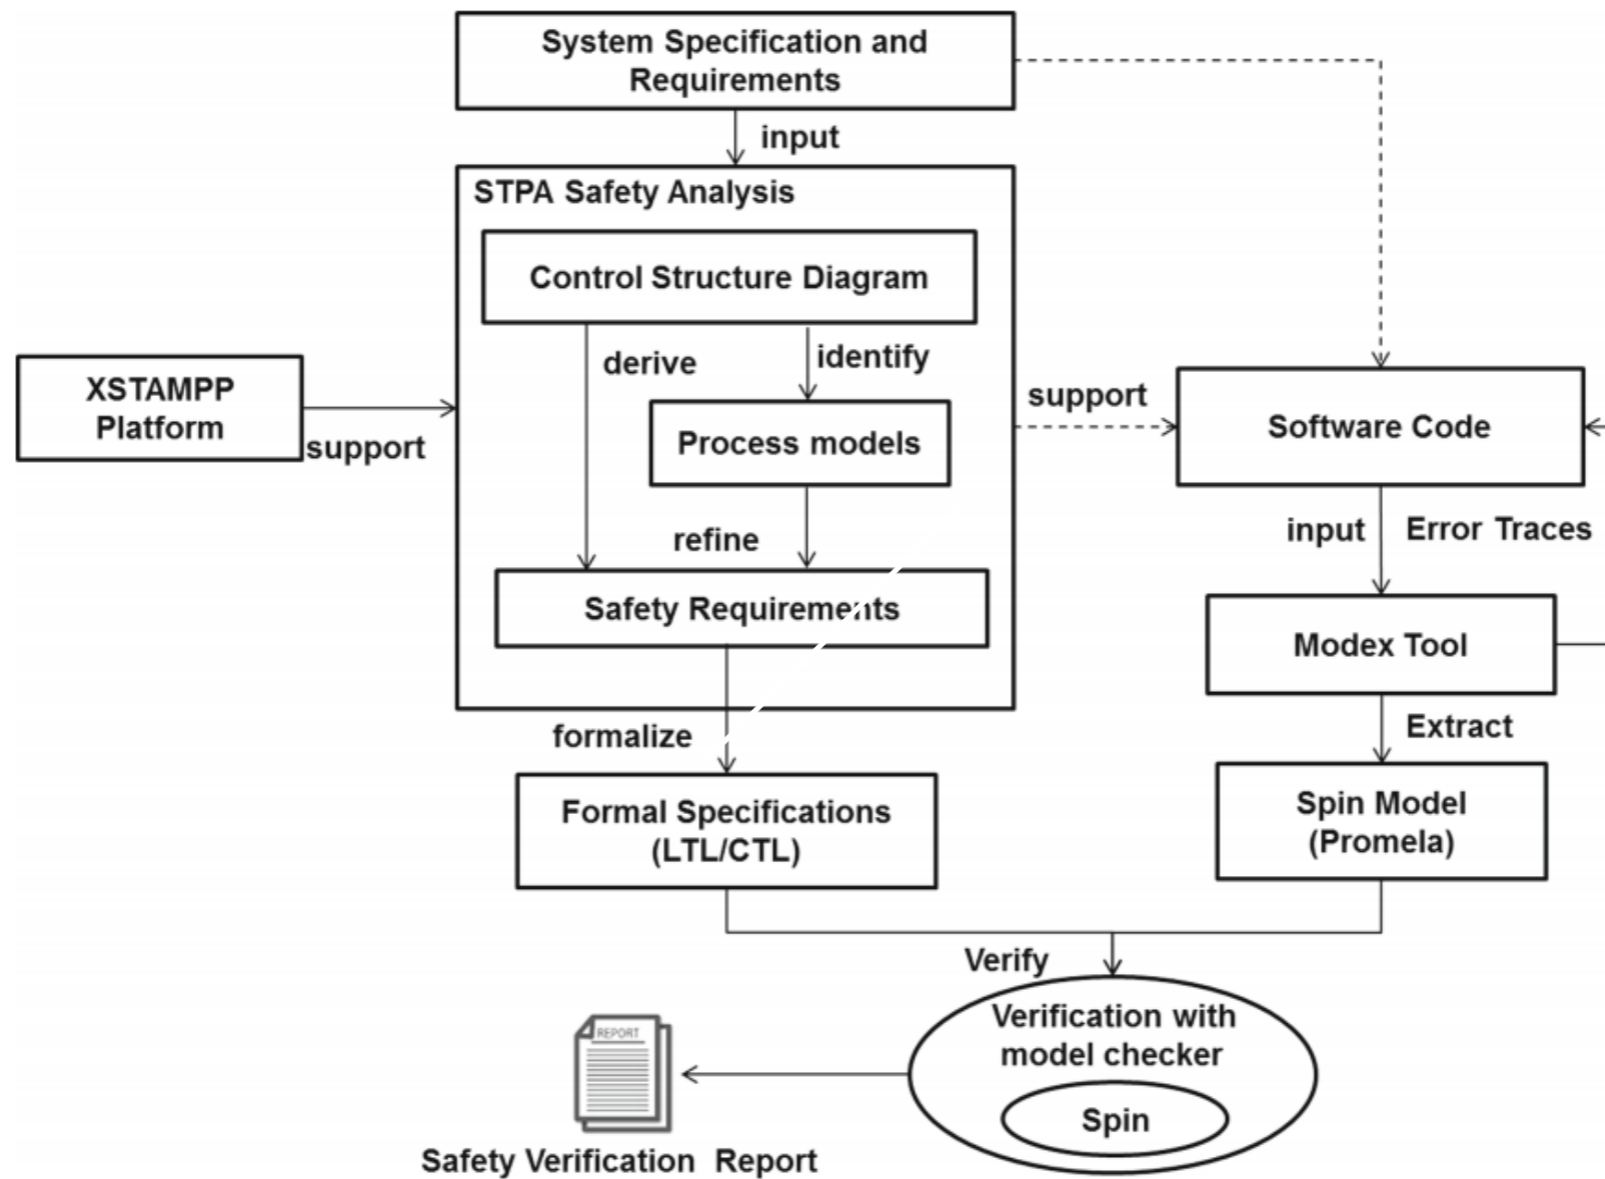 System Specification and
Requirements
input
STPA Safety Analysis
Control Structure Diagram
derive
identify
XSTAMPP
Platform
support
Process models
support
Software Code
refine
input
Error Traces
Safety Requirements
Modex Tool
formalize
Extract
Formal Specifications
(LTL/CTL)
Spin Model
(Promela)
Verify
Verification with
model checker
Spin
REPORT
Safety Verification Report